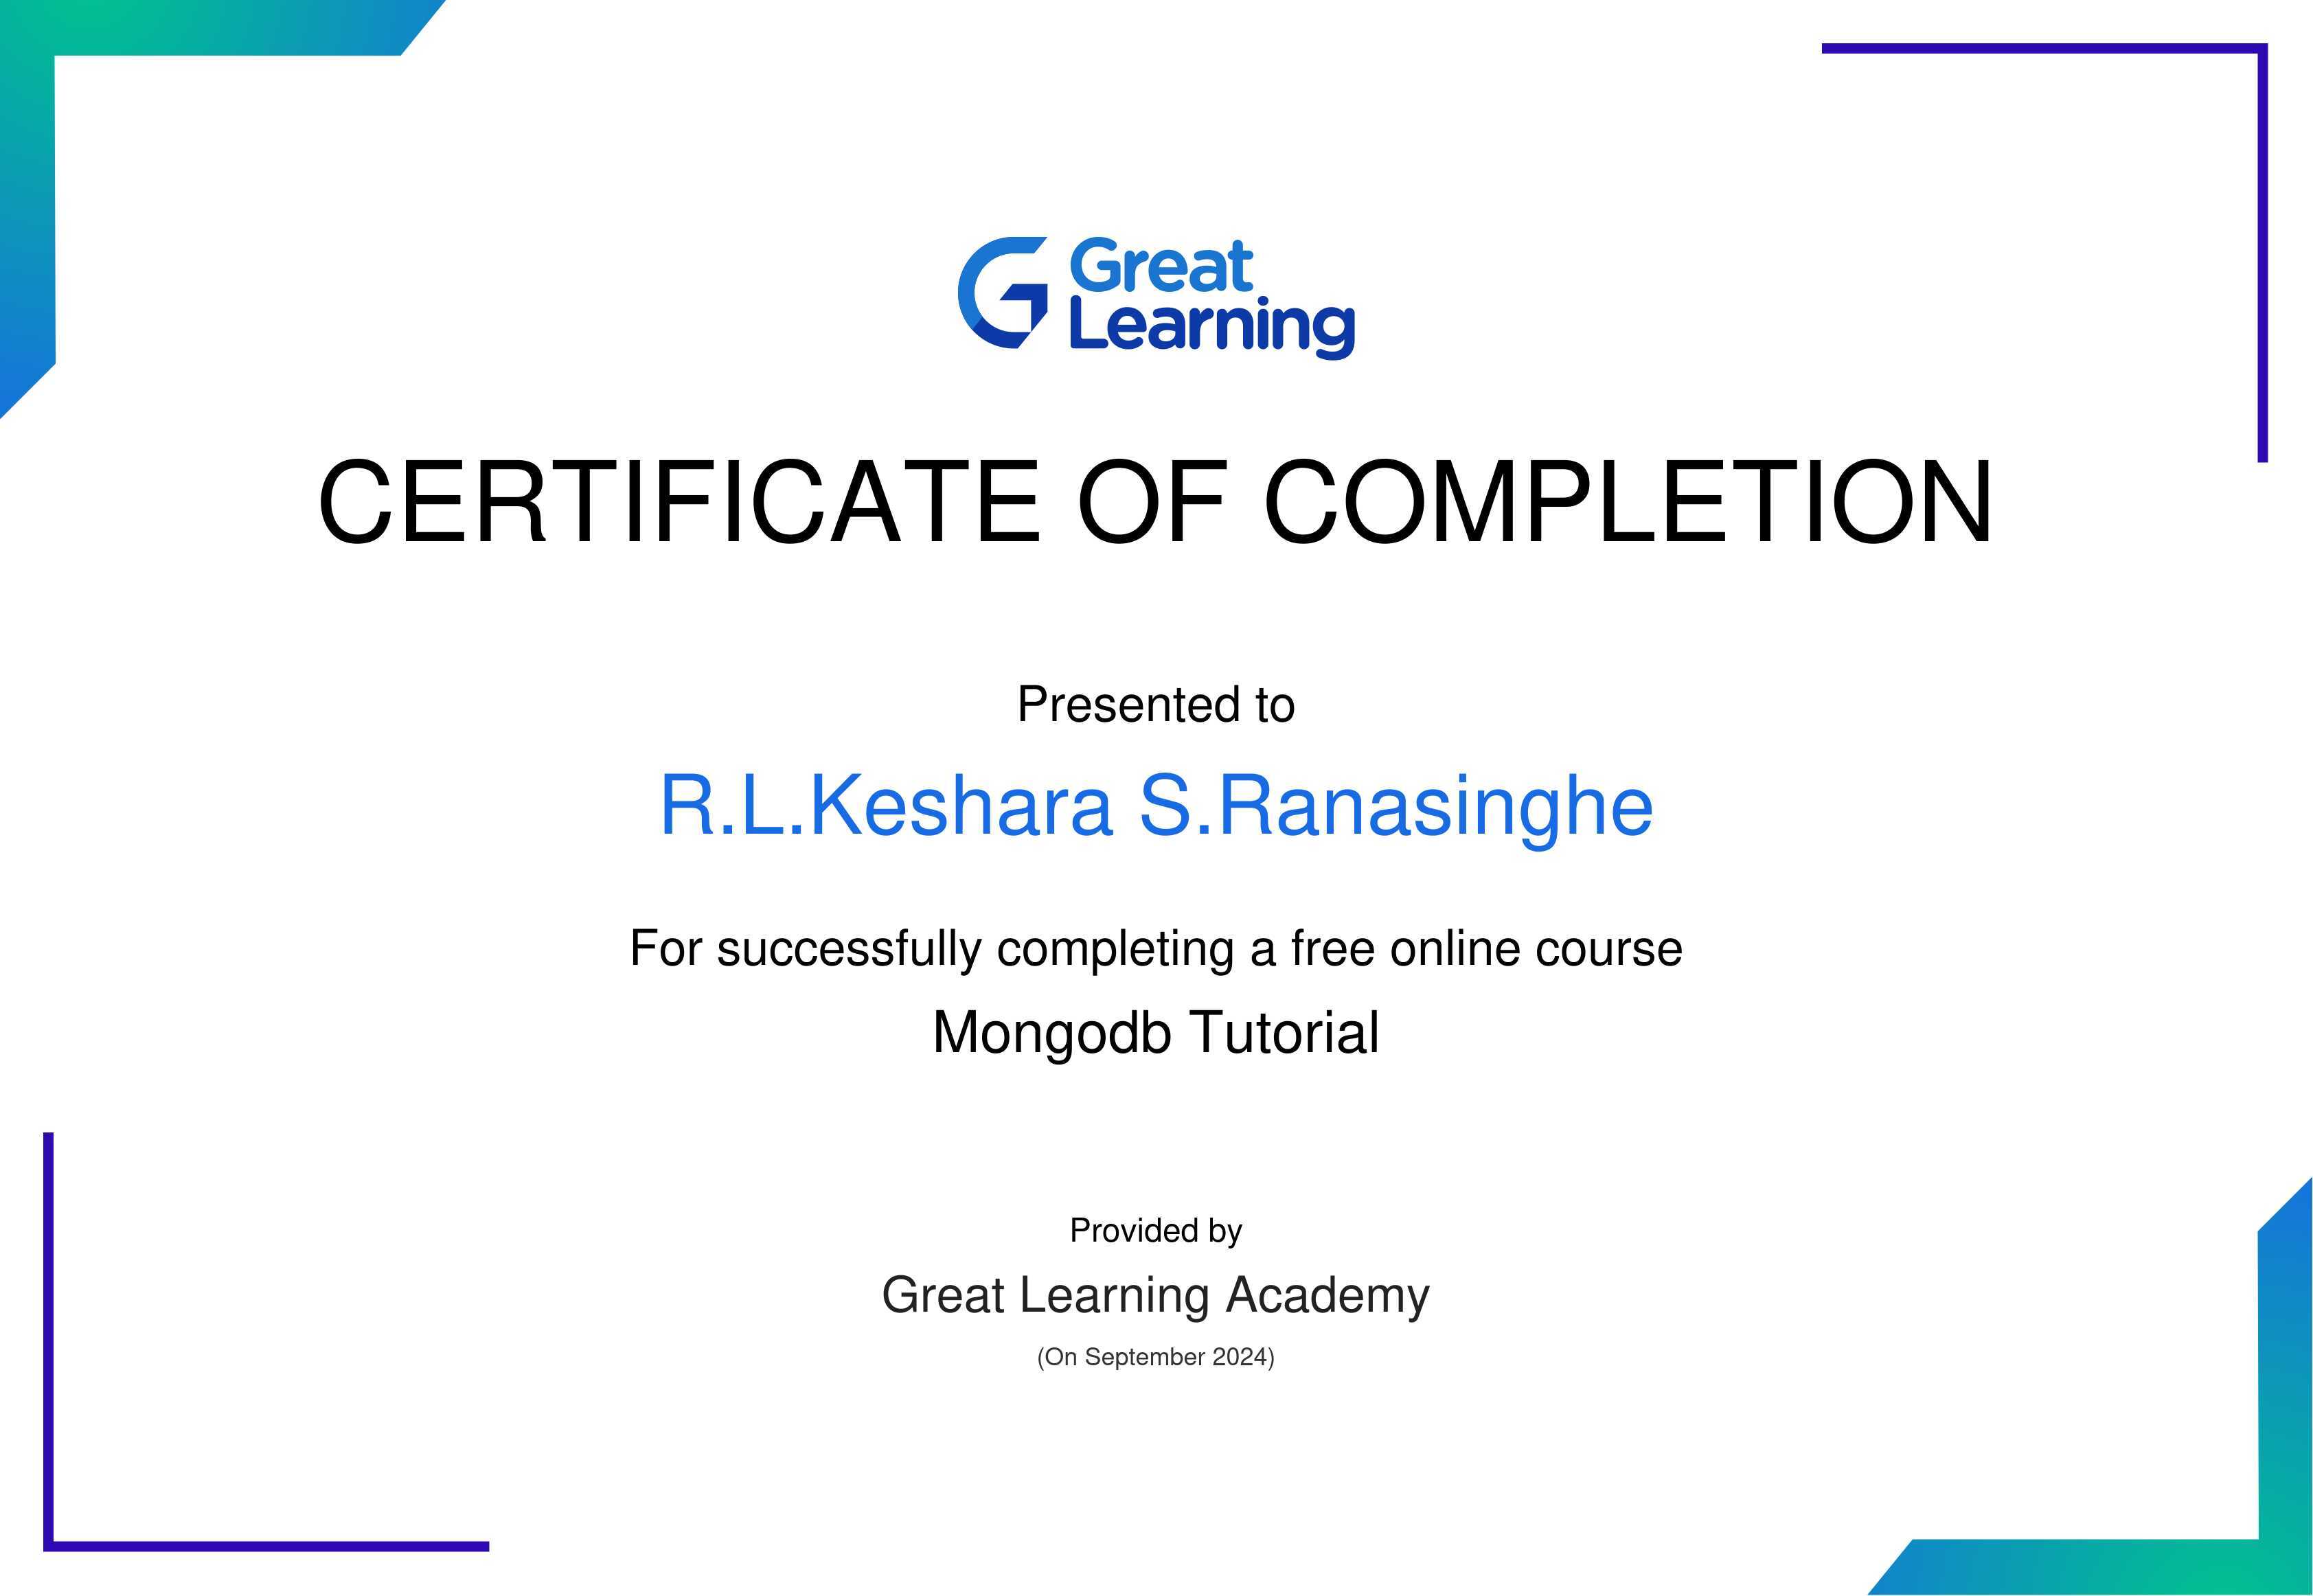 Great
Learning
CERTIFICATE OF COMPLETION
Presented to
R.L.Keshara S.Ranasinghe
For successfully completing a free online course
Mongodb Tutorial
Provided by
Great Learning Academy
(On September 2024)